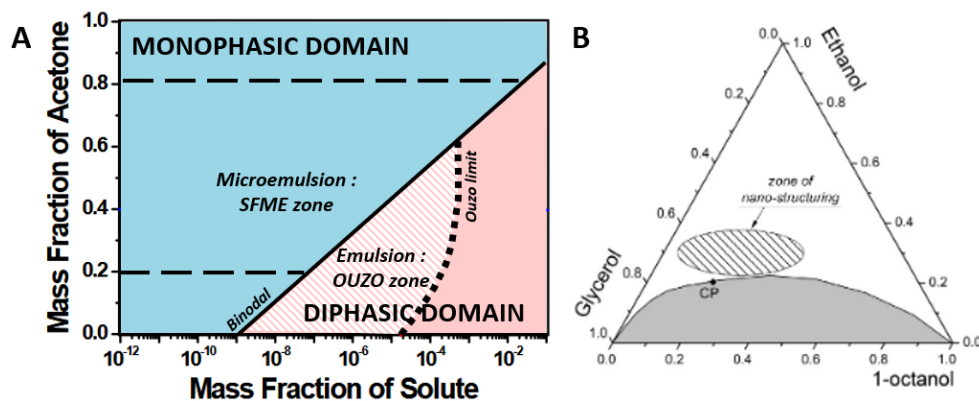 A
MONOPHASIC DOMAIN
Microemulsion :
SFME zone
Emulsion :
OUZO zone
Binodal
Ouzo limit
DIPHASIC DOMAIN
Mass Fraction of Acetone
1.0
0.8
0.6
0.4
0.2
0.0
10-12
10-10
10-8
10-6
10-4
10-2
Mass Fraction of Solute
B
0.0
1.0
Ethanol
0.2
0.8
0.4
0.6
zone of
nano-structuring
0.6
0.4
Glycerol
0.8
0.2
CP
1.0
0.0
0.0
0.2
0.4
0.6
0.8
1.0
1-octanol